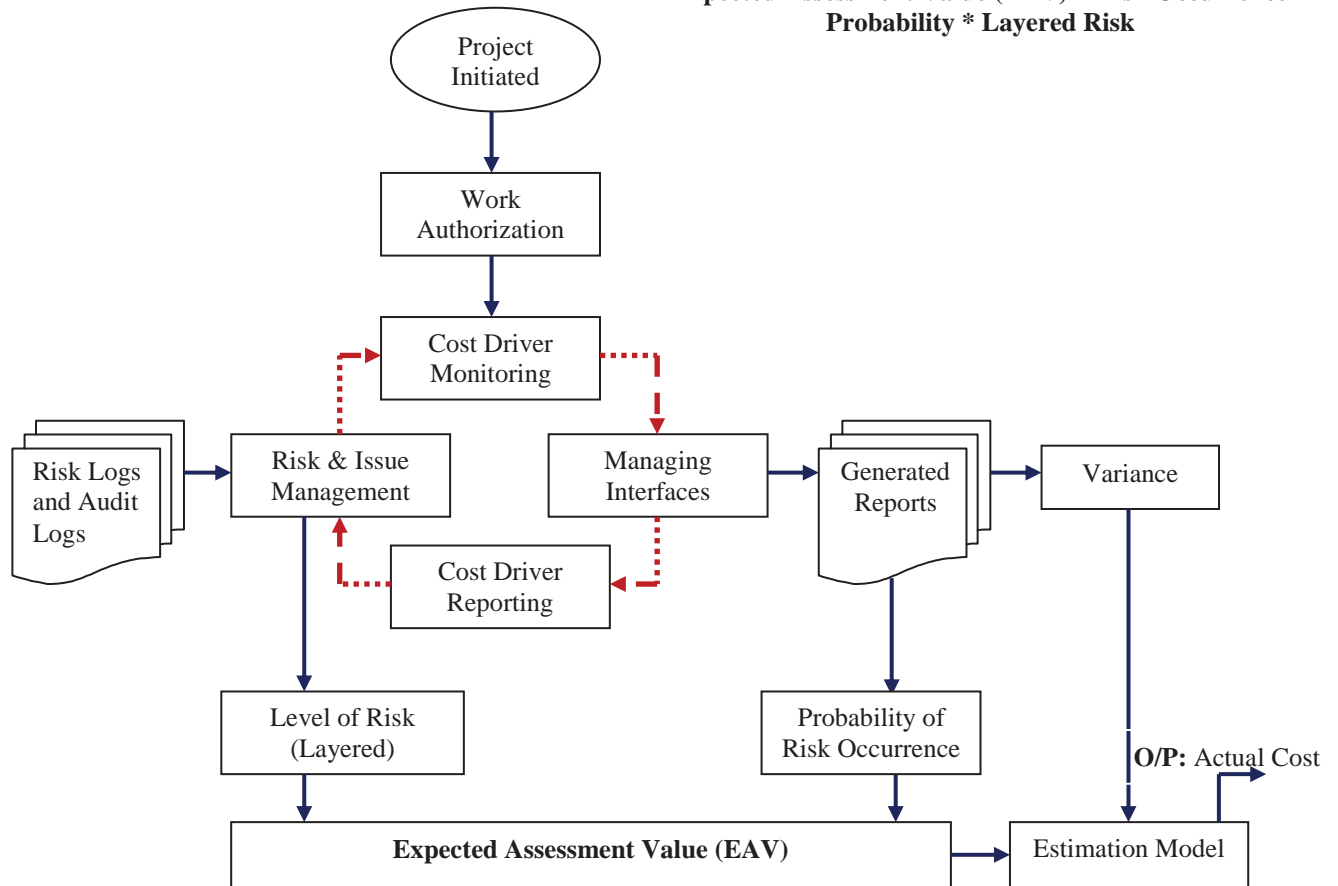 Probability * Layered Risk
Project
Initiated
Work
Authorization
Cost Driver
Monitoring
Risk Logs
and Audit
Logs
Risk & Issue
Management
Managing
Interfaces
Generated
Reports
Variance
Cost Driver
Reporting
Level of Risk
(Layered)
Probability of
Risk Occurrence
O/P: Actual Cost
Expected Assessment Value (EAV)
Estimation Model